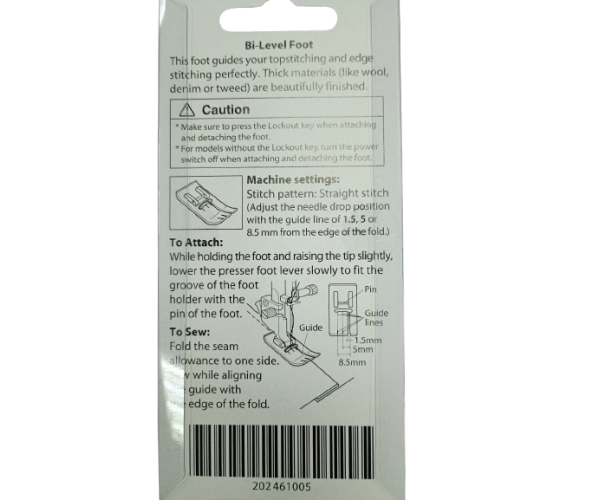 Bi-Level Foot
This foot guides your topstitching and edge
stitching perfectly. Thick materials (like wool,
denim or tweed) are beautifully finished.
Caution
* Make sure to press the Lockout key when attaching
and detaching the foot.
* For models without the Lockout key, turn the power
switch off when attaching and detaching the foot.
Machine settings:
Stitch pattern: Straight stitch
(Adjust the needle drop position
with the guide line of 1.5, 5 or
8.5 mm from the edge of the fold.)
To Attach:
While holding the foot and raising the tip slightly,
lower the presser foot lever slowly to fit the
groove of the foot
holder with the
pin of the foot.
Pin
Guide
lines
Guide
1.5mm
5mm
8.5mm
To Sew:
Fold the seam
allowance to one side.
while aligning
guide with
edge of the fold.
202461005